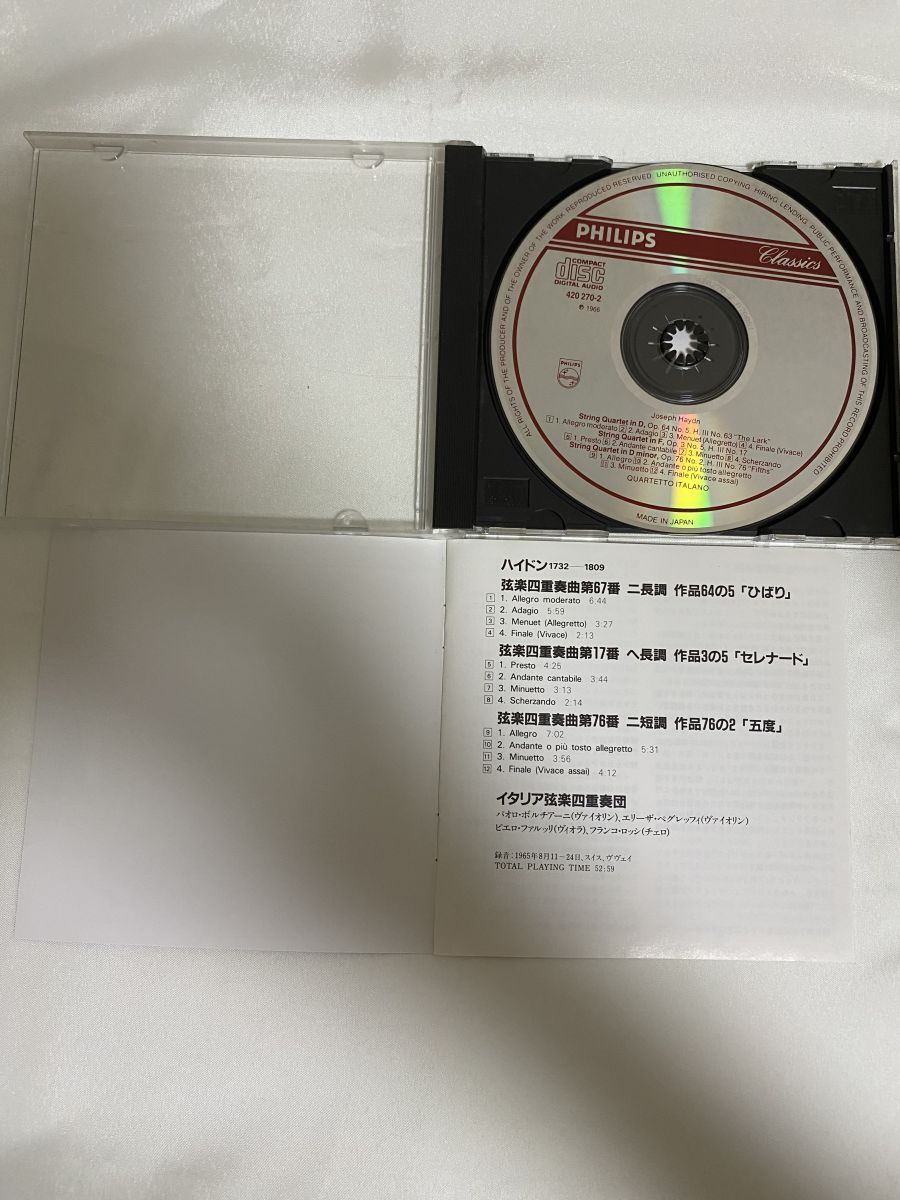 ALL RIGHTS OF THE PRODUCER AND OF THE OWNER OF THE WORK REPRODUCED RESERVED UNAUTHORISED COPYING HIRING LENDING PUBLIC PERFORMANCE AND BROADCASTING OF THIS RECORD PROHIBITED
PHILIPS
Classics
COMPACT
disc
DIGITAL AUDIO
420 270-2
℗ 1966
PHILIPS
Joseph Haydn
String Quartet in D, Op. 64 No. 5, H. III No. 63 "The Lark"
1 1. Allegro moderato 2 2. Adagio 3 3. Menuet (Allegretto) 4 4. Finale (Vivace)
String Quartet in F, Op. 3 No. 5, H. III No. 17
5 1. Presto 6 2. Andante cantabile 7 3. Minuetto 8 4. Scherzando
String Quartet in D minor, Op. 76 No. 2, H. III No. 76 "Fifths"
9 1. Allegro 10 2. Andante o più tosto allegretto
11 3. Minuetto 12 4. Finale (Vivace assai)
QUARTETTO ITALANO
MADE IN JAPAN
ハイドン 1732—1809
弦楽四重奏曲第67番 ニ長調 作品64の5「ひばり」
1 1. Allegro moderato 6:44
2 2. Adagio 5:59
3 3. Menuet (Allegretto) 3:27
4 4. Finale (Vivace) 2:13
弦楽四重奏曲第17番 ヘ長調 作品3の5「セレナード」
5 1. Presto 4:25
6 2. Andante cantabile 3:44
7 3. Minuetto 3:13
8 4. Scherzando 2:14
弦楽四重奏曲第76番 ニ短調 作品76の2「五度」
9 1. Allegro 7:02
10 2. Andante o più tosto allegretto 5:31
11 3. Minuetto 3:56
12 4. Finale (Vivace assai) 4:12
イタリア弦楽四重奏団
パオロ・ボルチアーニ(ヴァイオリン)、エリーザ・ペグレッフィ(ヴァイオリン)
ピエロ・ファルッリ(ヴィオラ)、フランコ・ロッシ(チェロ)
録音：1965年8月11〜24日、スイス、ヴヴェイ
TOTAL PLAYING TIME 52:59